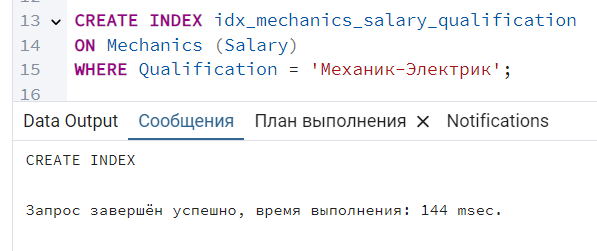 12
13 CREATE INDEX idx_mechanics_salary_qualification
14 ON Mechanics (Salary)
15 WHERE Qualification = 'Механик-Электрик';
16
Data Output Сообщения План выполнения × Notifications
CREATE INDEX
Запрос завершён успешно, время выполнения: 144 msec.